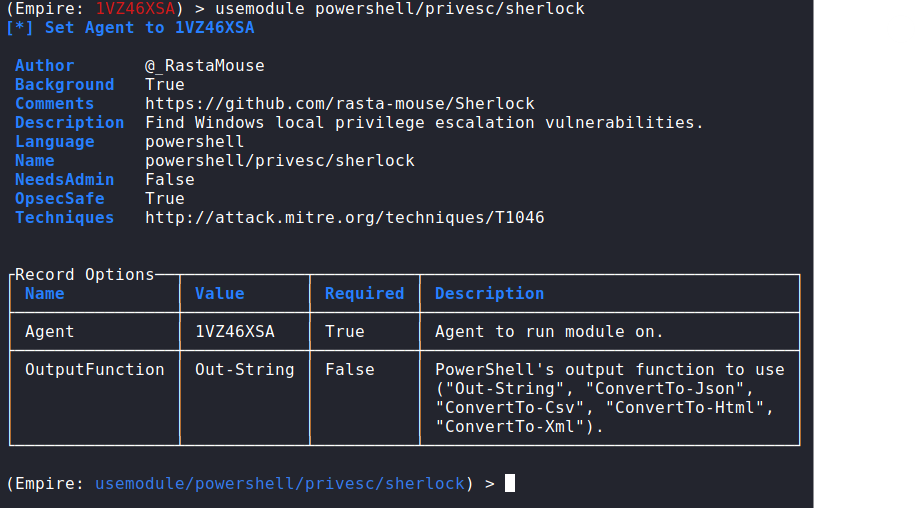 (Empire: 1VZ46XSA) > usemodule powershell/privesc/sherlock
[*] Set Agent to 1VZ46XSA
Author @_RastaMouse
Background True
Comments https://github.com/rasta-mouse/Sherlock
Description Find Windows local privilege escalation vulnerabilities.
Language powershell
Name powershell/privesc/sherlock
NeedsAdmin False
OpsecSafe True
Techniques http://attack.mitre.org/techniques/T1046
Record Options
Name Value Required Description
Agent 1VZ46XSA True Agent to run module on.
OutputFunction Out-String False PowerShell's output function to use
("Out-String", "ConvertTo-Json",
"ConvertTo-Csv", "ConvertTo-Html",
"ConvertTo-Xml").
(Empire: usemodule/powershell/privesc/sherlock) >